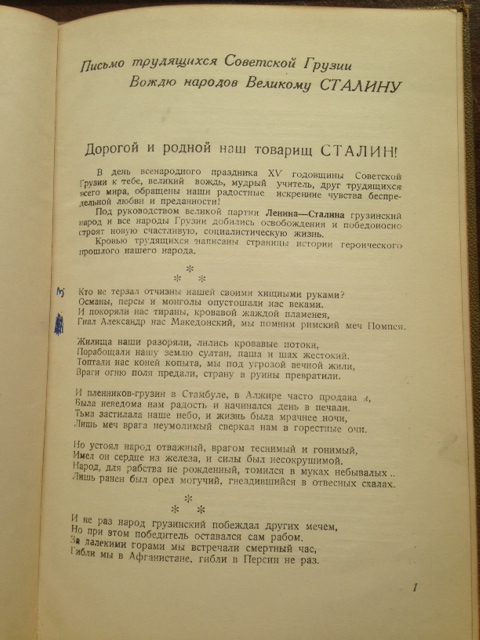 Письмо трудящихся Советской Грузии
Вождю народов Великому СТАЛИНУ
Дорогой и родной наш товарищ СТАЛИН!
В день всенародного праздника XV годовщины Советской
Грузии к тебе, великий вождь, мудрый учитель, друг трудящихся
всего мира, обращены наши радостные искренние чувства беспре-
дельной любви и преданности!
Под руководством великой партии Ленина—Сталина грузинский
народ и все народы Грузии добились освобождения и победоносно
строят новую счастливую, социалистическую жизнь.
Кровью трудящихся написаны страницы истории героического
прошлого нашего народа.
*
* *
Кто не терзал отчизны нашей своими хищными руками?
Османы, персы и монголы опустошали нас веками.
И покоряли нас тираны, кровавой жаждой пламенея,
Гнал Александр нас Македонский, мы помним римский меч Помпея.
Жилища наши разоряли, лились кровавые потоки,
Порабощали нашу землю султан, паша и шах жестокий.
Топтали нас коней копыта, мы под угрозой вечной жили,
Враги огню поля предали, страну в руины превратили.
И пленников-грузин в Стамбуле, в Алжире часто продавали,
Была неведома нам радость и начинался день в печали.
Тьма застилала наше небо, и жизнь была мрачнее ночи,
Лишь меч врага неумолимый сверкал нам в горестные очи.
Но устоял народ отважный, врагом теснимый и гонимый,
Имел он сердце из железа, и силы был несокрушимой.
Народ, для рабства не рожденный, томился в муках небывалых..
Лишь ранен был орел могучий, гнездившийся в отвесных скалах.
*
* *
И не раз народ грузинский побеждал других мечем,
Но при этом победитель оставался сам рабом.
За далекими горами мы встречали смертный час,
Гибли мы в Афганистане, гибли в Персии не раз.
1